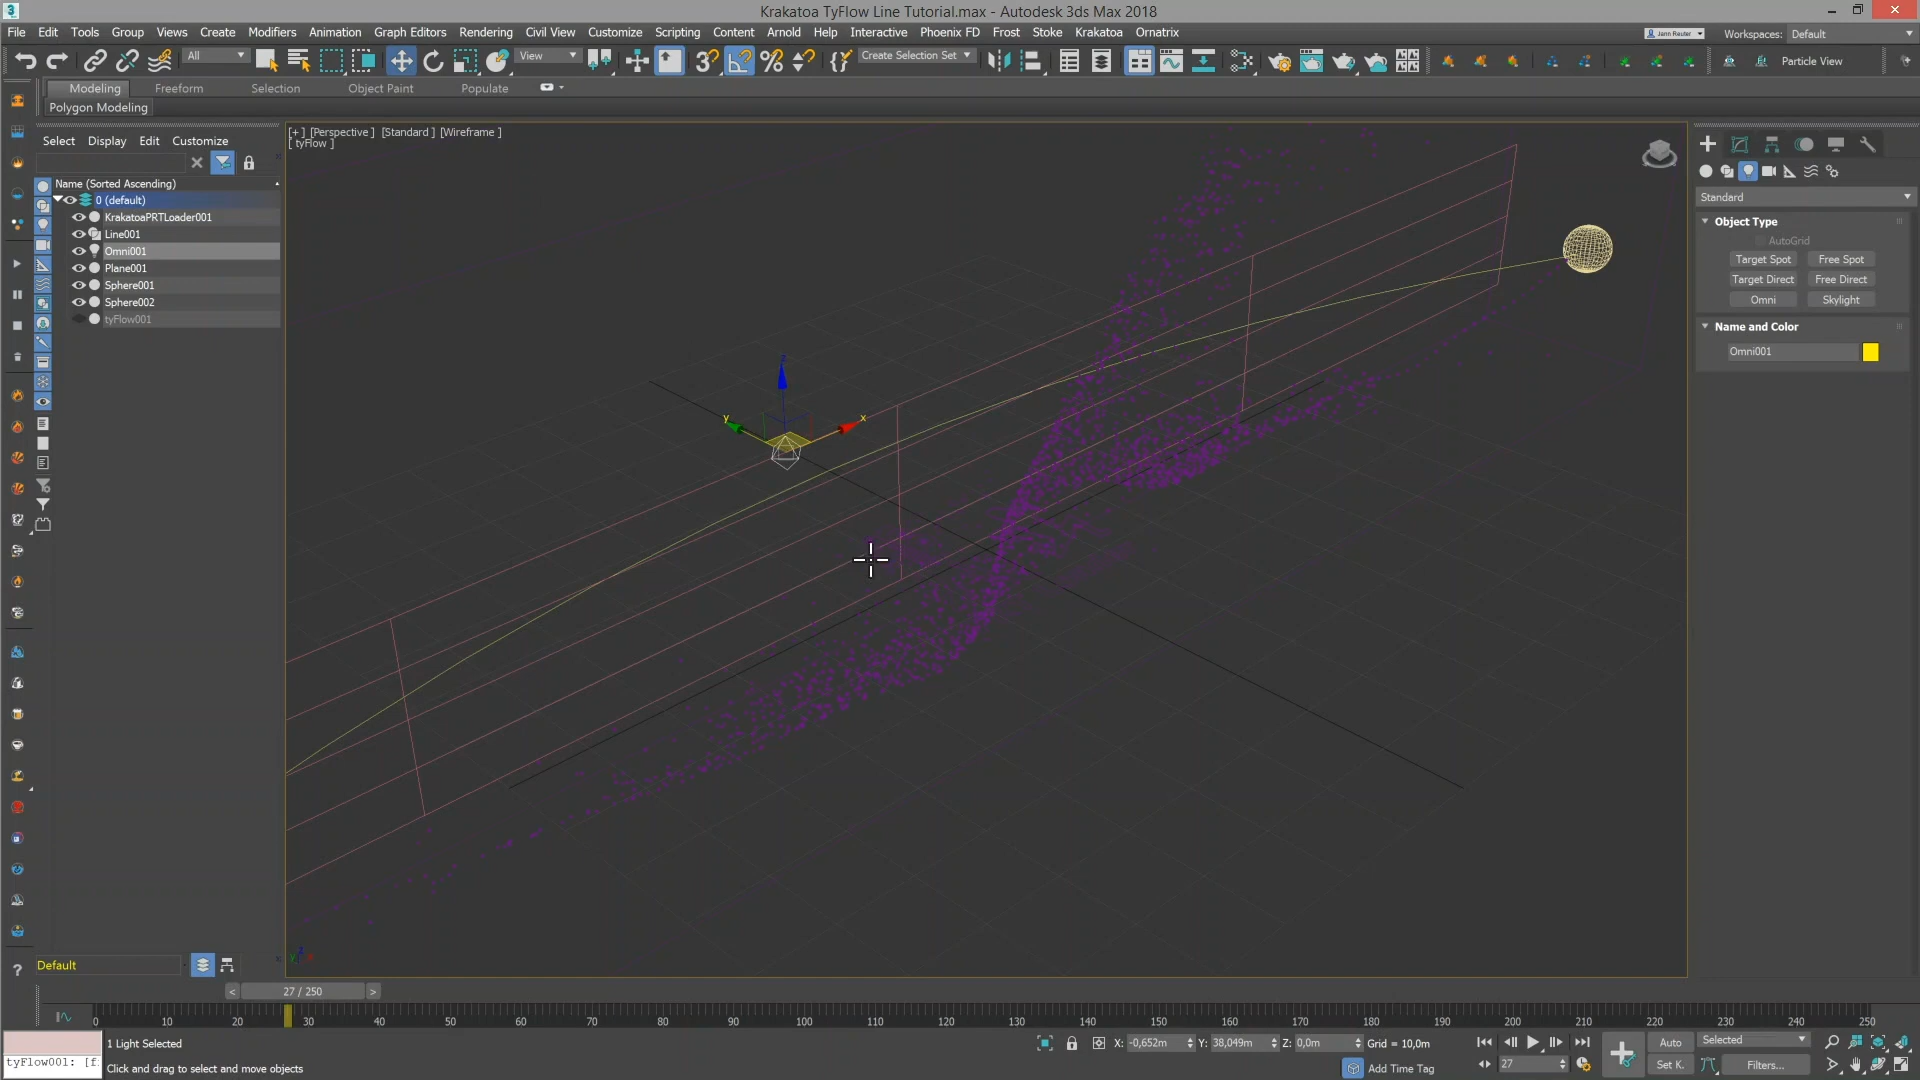 Krakatoa TyFlow Line Tutorial.max - Autodesk 3ds Max 2018
File Edit Tools Group Views Create Modifiers Animation Graph Editors Rendering Civil View Customize Scripting Content Arnold Help Interactive Phoenix FD Frost Stoke Krakatoa Ornatrix
Jann Reuter Workspaces: Default
All View Create Selection Set Particle View
Modeling Freeform Selection Object Paint Populate
Polygon Modeling
Select Display Edit Customize
Name (Sorted Ascending)
0 (default)
KrakatoaPRTLoader001
Line001
Omni001
Plane001
Sphere001
Sphere002
tyFlow001
[+ ] [Perspective ] [Standard ] [Wireframe ]
[ tyFlow ]
z
y
x
Standard
Object Type
AutoGrid
Target Spot Free Spot
Target Direct Free Direct
Omni Skylight
Name and Color
Omni001
? Default
< 27 / 250 >
0 10 20 30 40 50 60 70 80 90 100 110 120 130 140 150 160 170 180 190 200 210 220 230 240 250
1 Light Selected X: -0,652m Y: 38,049m Z: 0,0m Grid = 10,0m Auto Selected
tyFlow001: [f: Click and drag to select and move objects Add Time Tag 27 Set K. Filters...